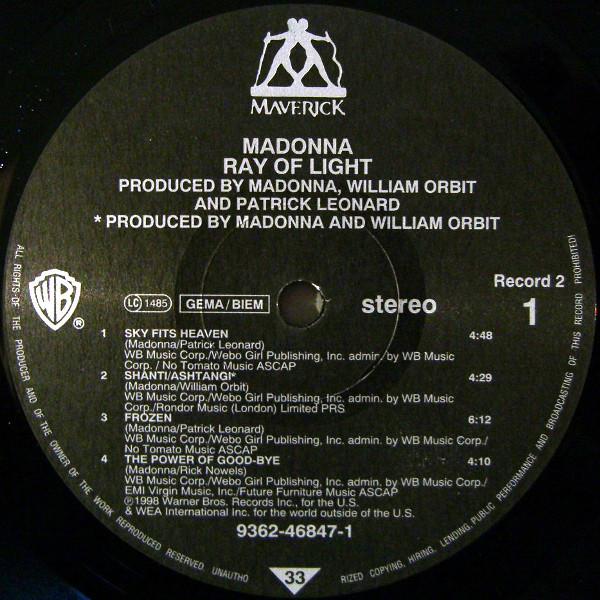 MAVERICK
MADONNA
RAY OF LIGHT
PRODUCED BY MADONNA, WILLIAM ORBIT
AND PATRICK LEONARD
* PRODUCED BY MADONNA AND WILLIAM ORBIT
WB ®
LC 1485 GEMA/BIEM
stereo
Record 2
1
1 SKY FITS HEAVEN 4:48
(Madonna/Patrick Leonard)
WB Music Corp./Webo Girl Publishing, Inc. admin. by WB Music
Corp. / No Tomato Music ASCAP
2 SHANTI/ASHTANGI* 4:29
(Madonna/William Orbit)
WB Music Corp./Webo Girl Publishing, Inc. admin. by WB Music
Corp./Rondor Music (London) Limited PRS
3 FROZEN 6:12
(Madonna/Patrick Leonard)
WB Music Corp./Webo Girl Publishing, Inc. admin. by WB Music Corp./
No Tomato Music ASCAP
4 THE POWER OF GOOD-BYE 4:10
(Madonna/Rick Nowels)
WB Music Corp./Webo Girl Publishing, Inc. admin. by WB Music Corp./
EMI Virgin Music, Inc./Future Furniture Music ASCAP
℗1998 Warner Bros. Records Inc., for the U.S.
& WEA International Inc. for the world outside of the U.S.
9362-46847-1
33
ALL RIGHTS OF THE PRODUCER AND OF THE OWNER OF THE WORK REPRODUCED RESERVED. UNAUTHO
RIZED COPYING, HIRING, LENDING, PUBLIC PERFORMANCE AND BROADCASTING OF THIS RECORD PROHIBITED!